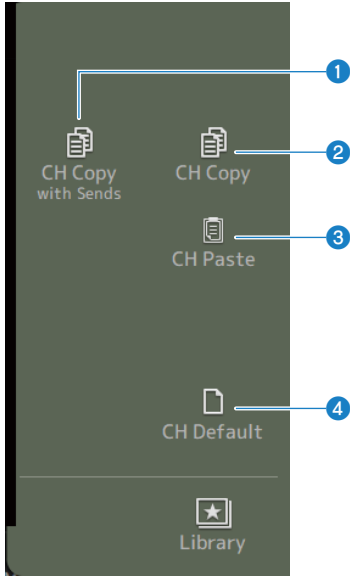 1
CH Copy
with Sends
2
CH Copy
3
CH Paste
4
CH Default
Library